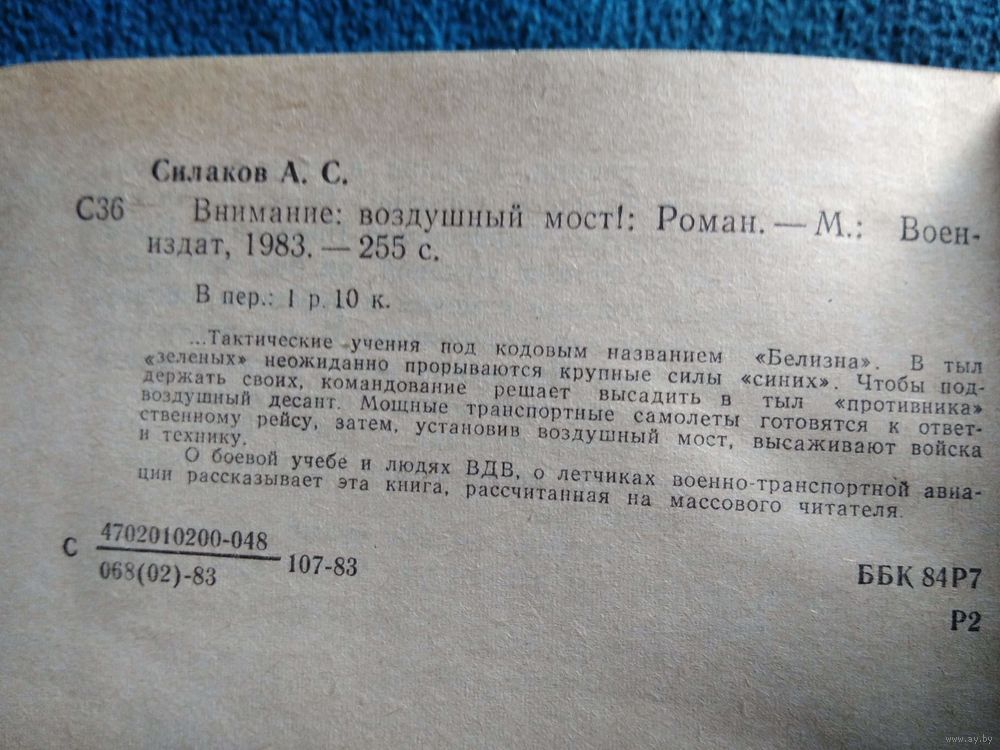 Силаков А. С.
С36 Внимание: воздушный мост!: Роман. — М.: Воен-
издат, 1983. — 255 с.
В пер.: 1 р. 10 к.
...Тактические учения под кодовым названием «Белизна». В тыл
«зеленых» неожиданно прорываются крупные силы «синих». Чтобы под-
держать своих, командование решает высадить в тыл «противника»
воздушный десант. Мощные транспортные самолеты готовятся к ответ-
ственному рейсу, затем, установив воздушный мост, высаживают войска
и технику.
О боевой учебе и людях ВДВ, о летчиках военно-транспортной авиа-
ции рассказывает эта книга, рассчитанная на массового читателя.
С 4702010200-048
068(02)-83 107-83
ББК 84Р7
Р2
www.ay.by